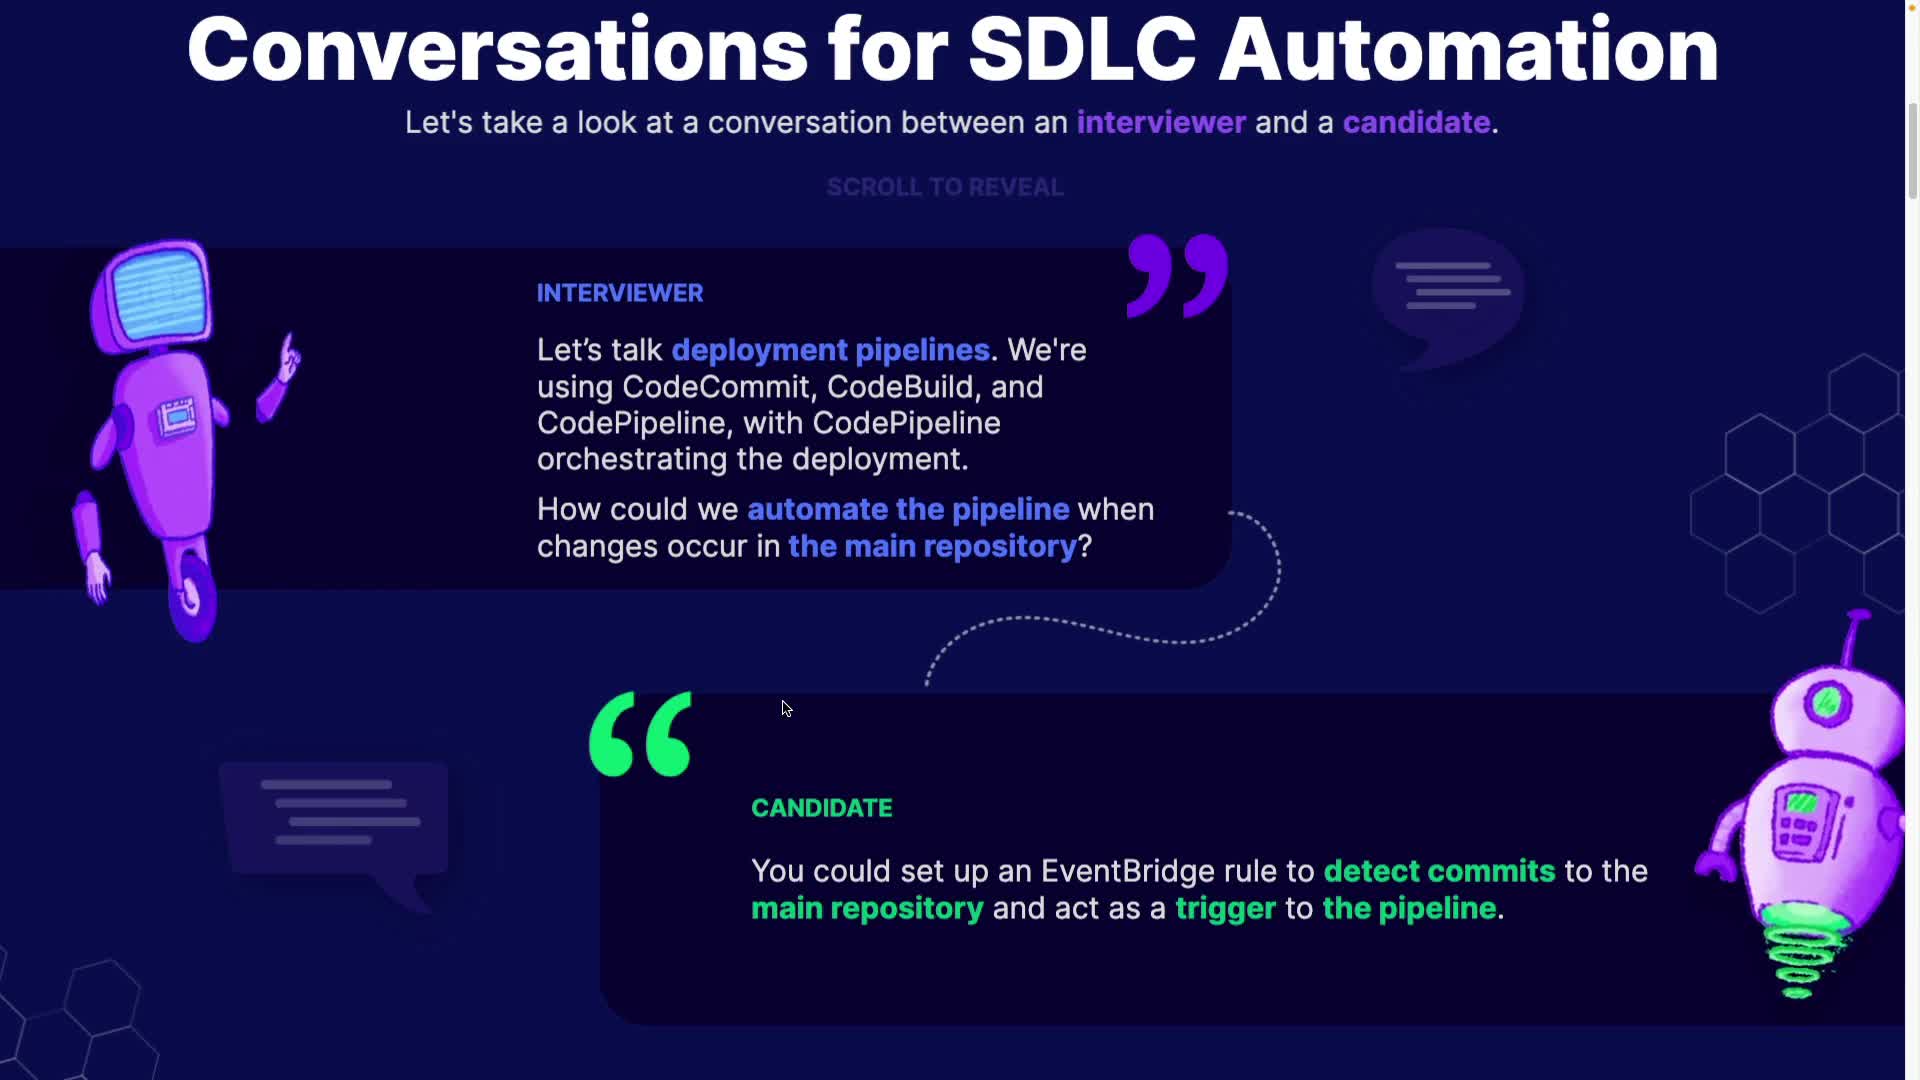 Conversations for SDLC Automation
Let's take a look at a conversation between an interviewer and a candidate.
SCROLL TO REVEAL
INTERVIEWER
Let’s talk deployment pipelines. We're
using CodeCommit, CodeBuild, and
CodePipeline, with CodePipeline
orchestrating the deployment.
How could we automate the pipeline when
changes occur in the main repository?
CANDIDATE
You could set up an EventBridge rule to detect commits to the
main repository and act as a trigger to the pipeline.